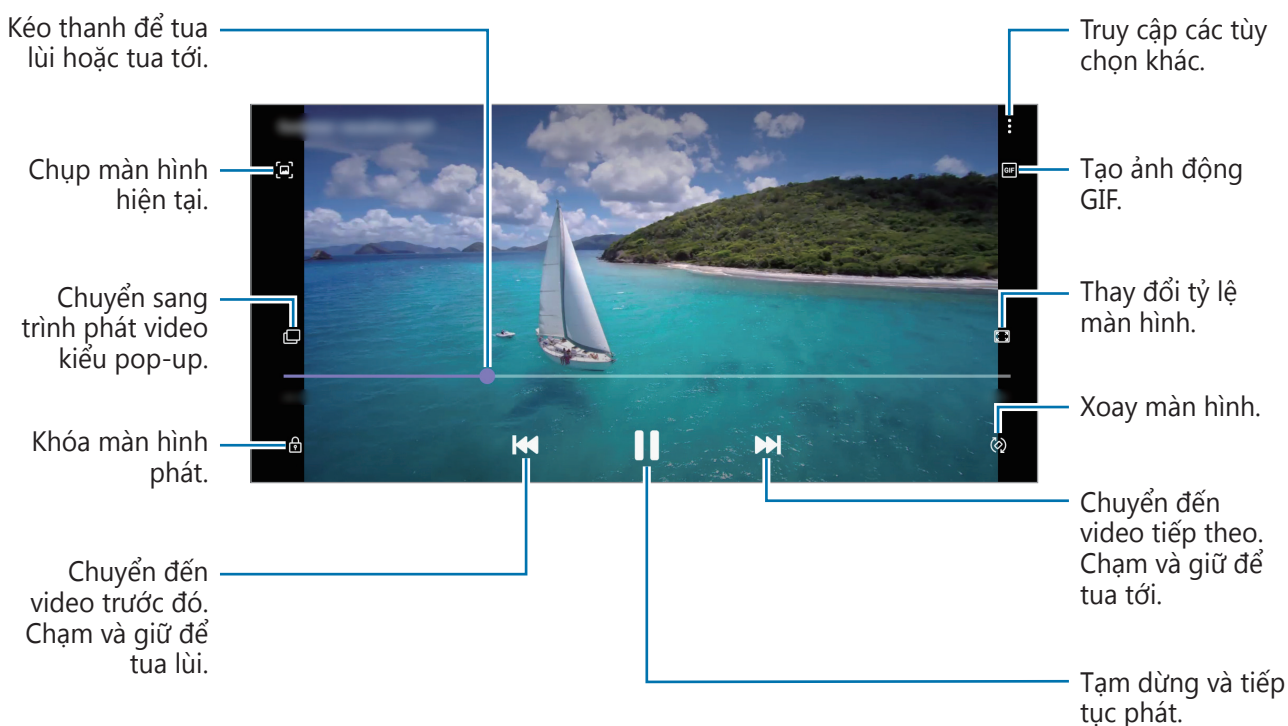 Kéo thanh để tua
lùi hoặc tua tới.
Chụp màn hình
hiện tại.
Chuyển sang
trình phát video
kiểu pop-up.
Khóa màn hình
phát.
Chuyển đến
video trước đó.
Chạm và giữ để
tua lùi.
Truy cập các tùy
chọn khác.
GIF
Tạo ảnh động
GIF.
Thay đổi tỷ lệ
màn hình.
Xoay màn hình.
Chuyển đến
video tiếp theo.
Chạm và giữ để
tua tới.
Tạm dừng và tiếp
tục phát.